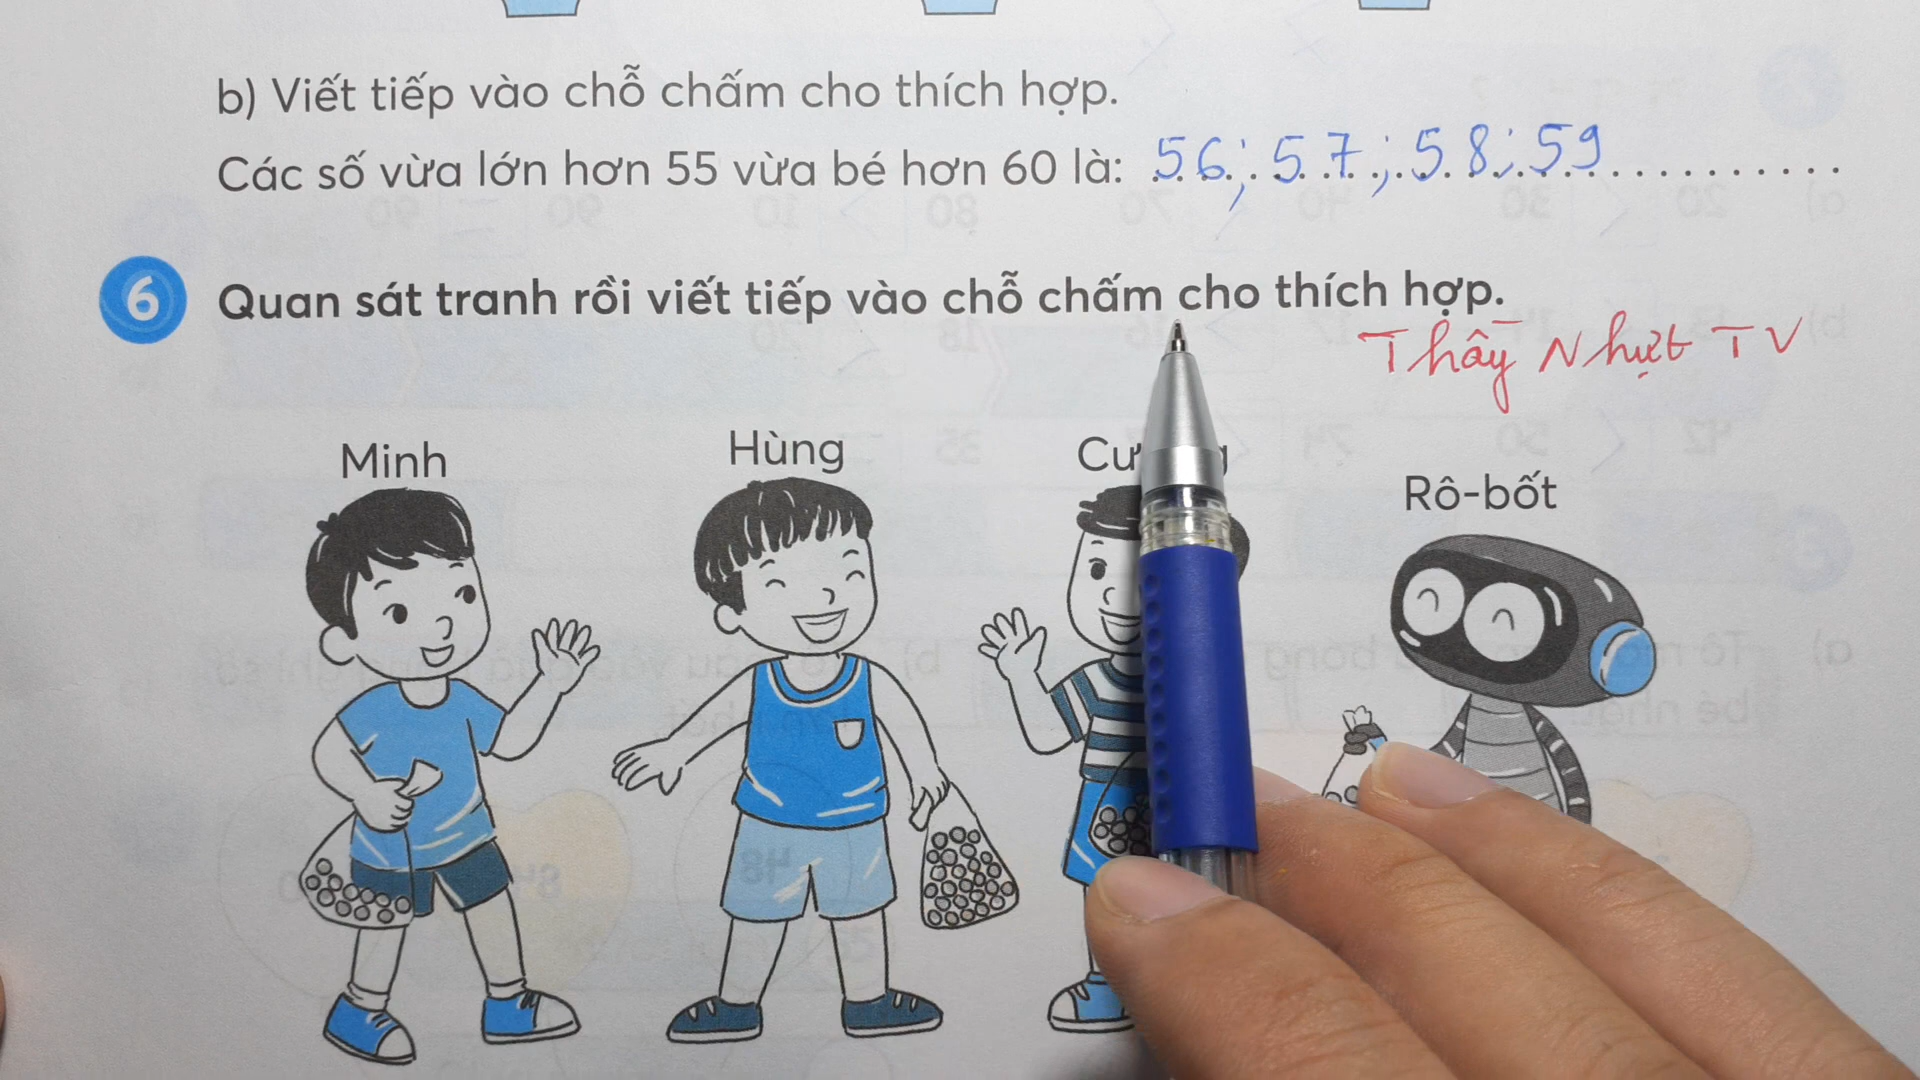 b) Viết tiếp vào chỗ chấm cho thích hợp.
Các số vừa lớn hơn 55 vừa bé hơn 60 là: 56; 57; 58; 59
6 Quan sát tranh rồi viết tiếp vào chỗ chấm cho thích hợp.
Thầy Nhựt TV
Minh Hùng Rô-bốt